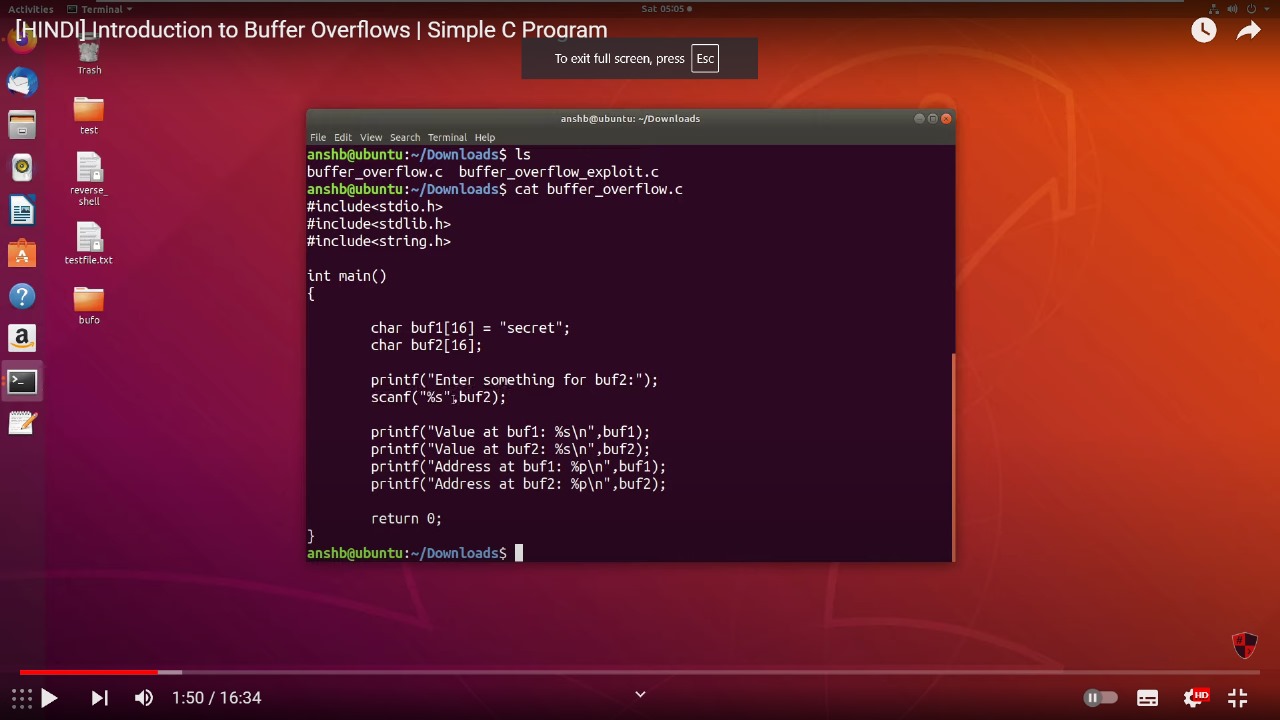 Activities Terminal Sat 05:05
[HINDI] Introduction to Buffer Overflows | Simple C Program
To exit full screen, press Esc
Trash
test
reverse_
shell
testfile.txt
bufo
anshb@ubuntu: ~/Downloads
File Edit View Search Terminal Help
anshb@ubuntu:~/Downloads$ ls
buffer_overflow.c  buffer_overflow_exploit.c
anshb@ubuntu:~/Downloads$ cat buffer_overflow.c
#include<stdio.h>
#include<stdlib.h>
#include<string.h>
int main()
{
char buf1[16] = "secret";
char buf2[16];
printf("Enter something for buf2:");
scanf("%s",buf2);
printf("Value at buf1: %s\n",buf1);
printf("Value at buf2: %s\n",buf2);
printf("Address at buf1: %p\n",buf1);
printf("Address at buf2: %p\n",buf2);
return 0;
}
anshb@ubuntu:~/Downloads$
1:50 / 16:34
HD